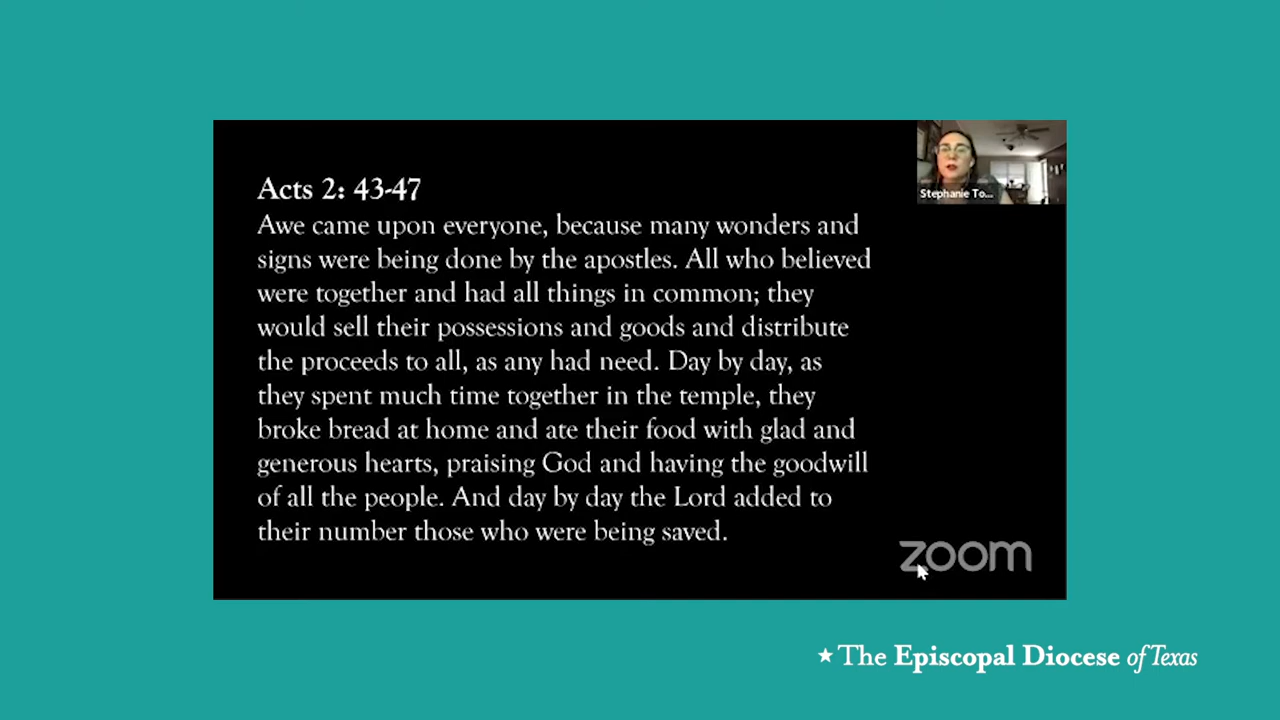 Acts 2: 43-47
Awe came upon everyone, because many wonders and
signs were being done by the apostles. All who believed
were together and had all things in common; they
would sell their possessions and goods and distribute
the proceeds to all, as any had need. Day by day, as
they spent much time together in the temple, they
broke bread at home and ate their food with glad and
generous hearts, praising God and having the goodwill
of all the people. And day by day the Lord added to
their number those who were being saved.
Stephanie To...
zoom
The Episcopal Diocese of Texas